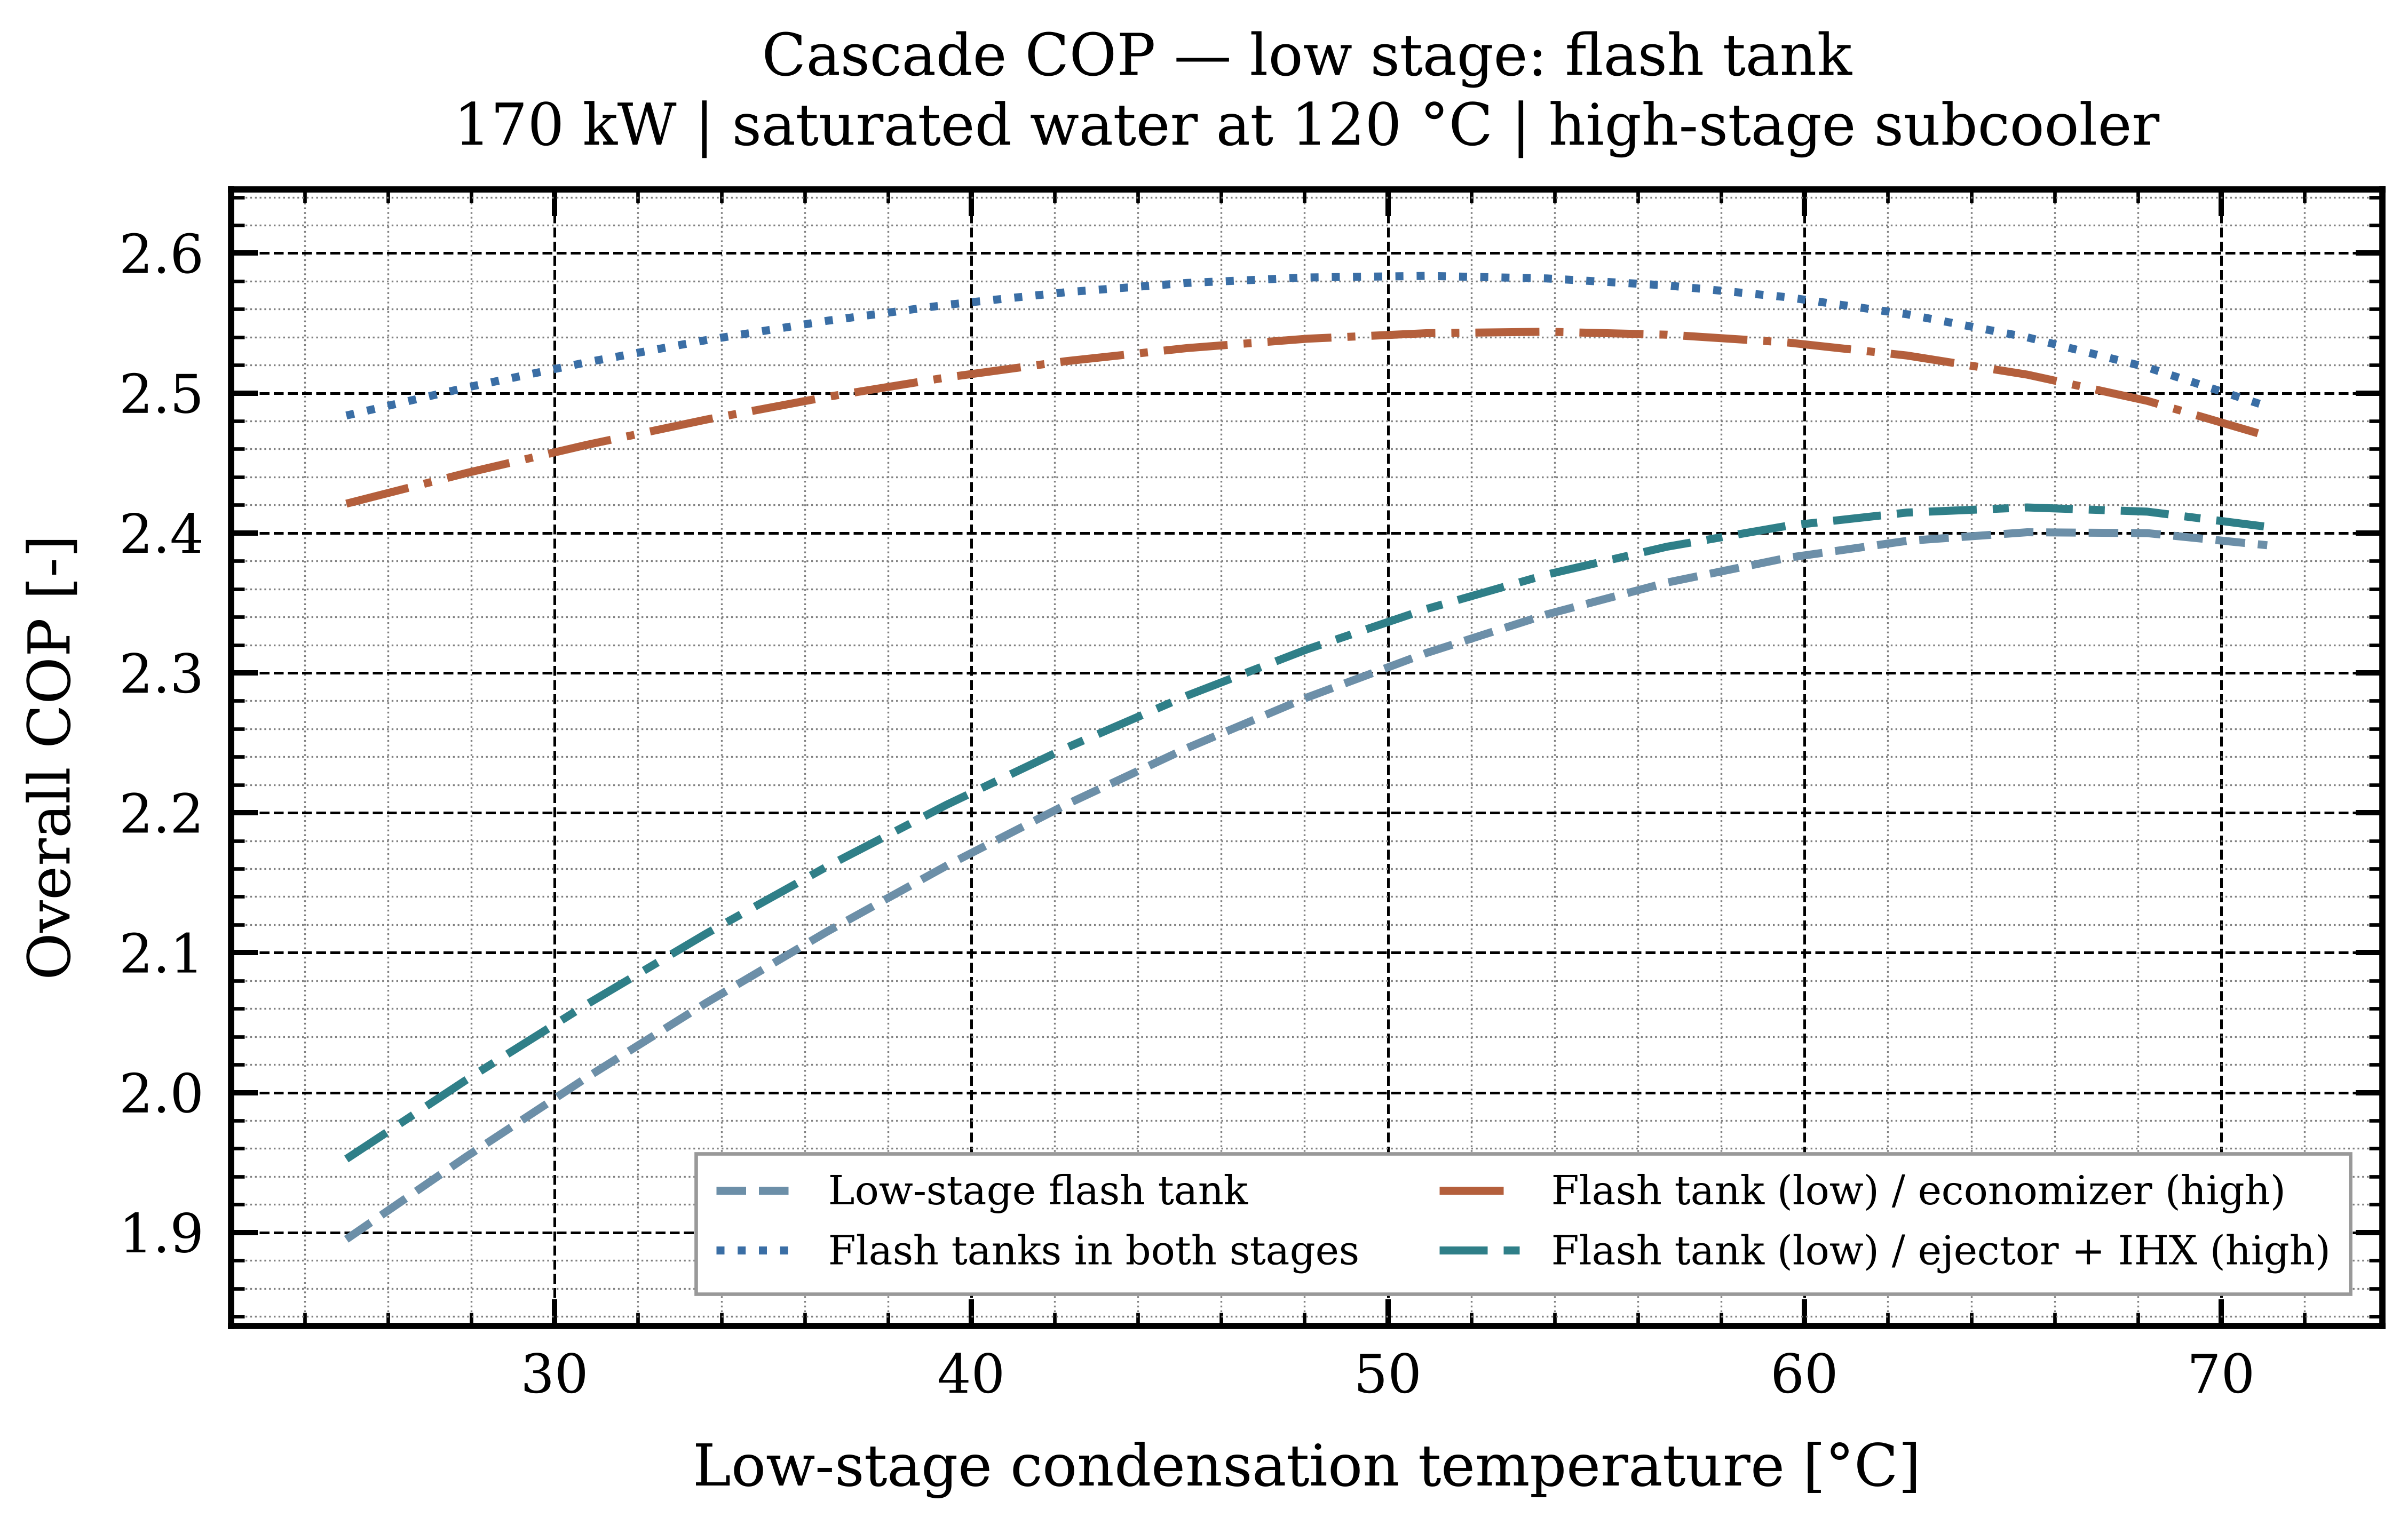 Cascade COP — low stage: flash tank
170 kW | saturated water at 120 °C | high-stage subcooler
Overall COP [-]
2.6
2.5
2.4
2.3
2.2
2.1
2.0
1.9
Low-stage flash tank
Flash tanks in both stages
Flash tank (low) / economizer (high)
Flash tank (low) / ejector + IHX (high)
30 40 50 60 70
Low-stage condensation temperature [°C]